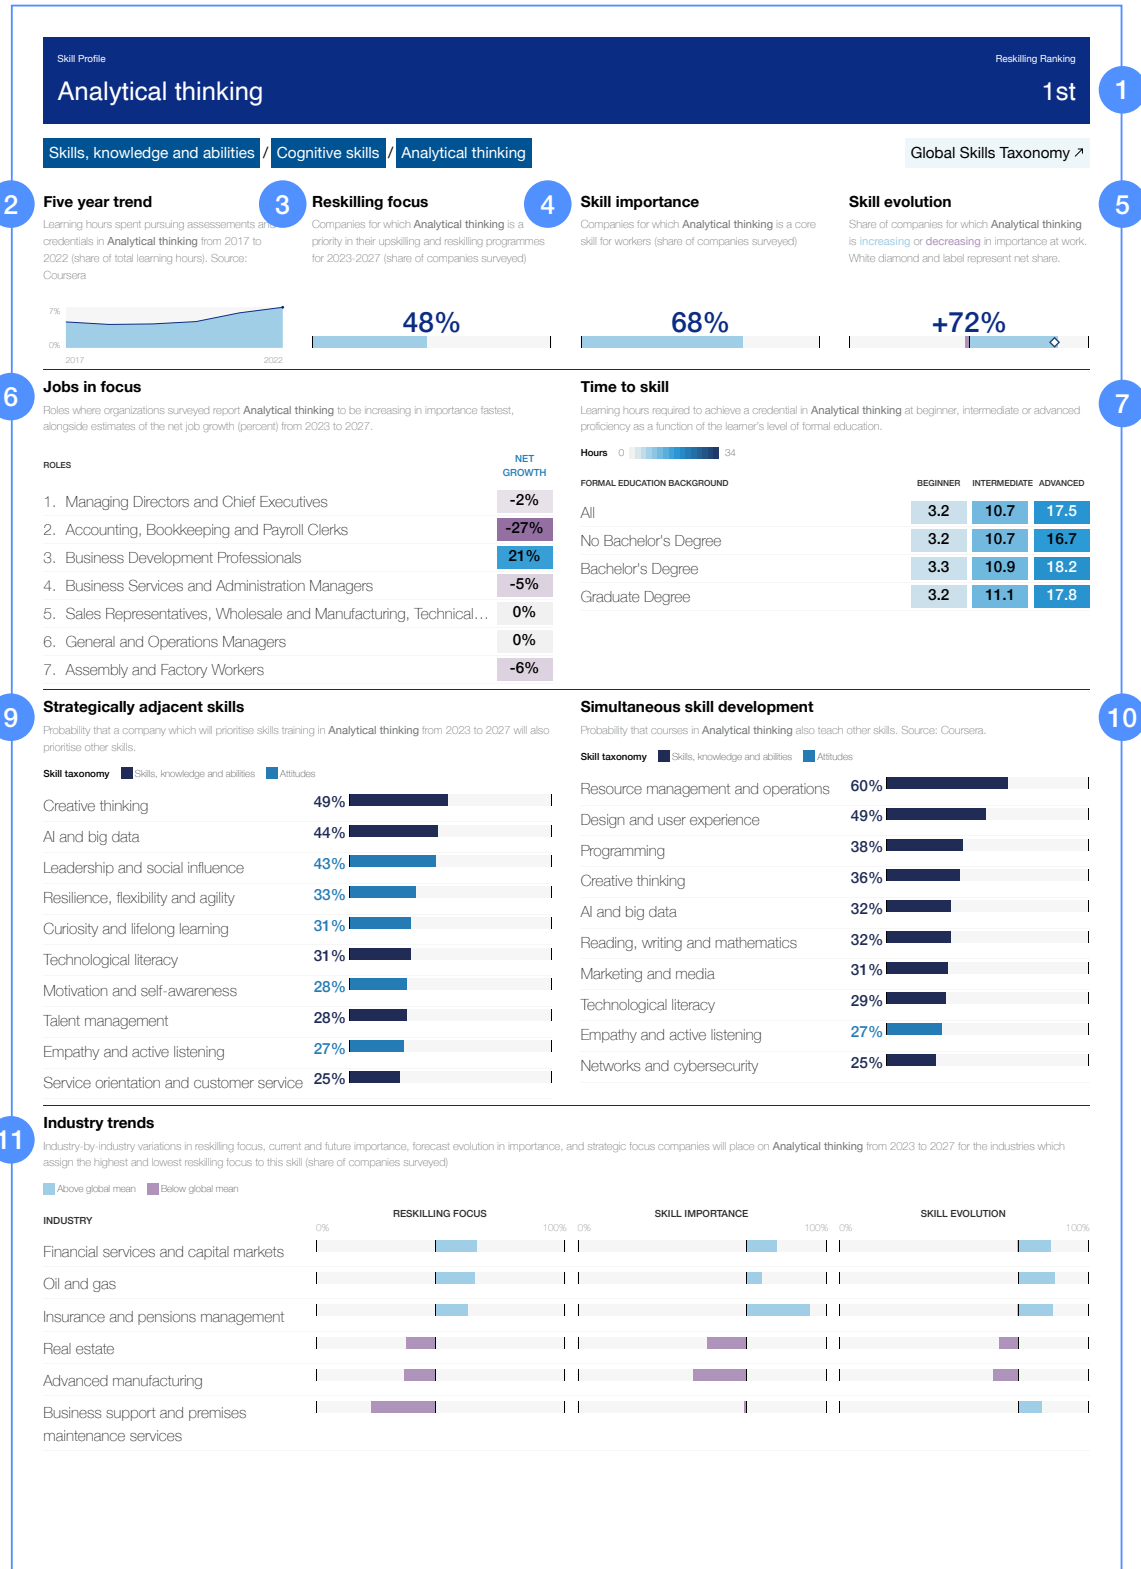 Skill Profile
Reskilling Ranking
Analytical thinking
1st
1
Skills, knowledge and abilities / Cognitive skills / Analytical thinking
Global Skills Taxonomy ↗
2
Five year trend
Learning hours spent pursuing assessements and
credentials in Analytical thinking from 2017 to
2022 (share of total learning hours). Source:
Coursera
7%
0%
2017
2022
3
Reskilling focus
Companies for which Analytical thinking is a
priority in their upskilling and reskilling programmes
for 2023-2027 (share of companies surveyed)
48%
4
Skill importance
Companies for which Analytical thinking is a core
skill for workers (share of companies surveyed)
68%
5
Skill evolution
Share of companies for which Analytical thinking
is increasing or decreasing in importance at work.
White diamond and label represent net share.
+72%
6
Jobs in focus
Roles where organizations surveyed report Analytical thinking to be increasing in importance fastest,
alongside estimates of the net job growth (percent) from 2023 to 2027.
ROLES
NET
GROWTH
1. Managing Directors and Chief Executives -2%
2. Accounting, Bookkeeping and Payroll Clerks -27%
3. Business Development Professionals 21%
4. Business Services and Administration Managers -5%
5. Sales Representatives, Wholesale and Manufacturing, Technical... 0%
6. General and Operations Managers 0%
7. Assembly and Factory Workers -6%
7
Time to skill
Learning hours required to achieve a credential in Analytical thinking at beginner, intermediate or advanced
proficiency as a function of the learner's level of formal education.
Hours 0 34
FORMAL EDUCATION BACKGROUND BEGINNER INTERMEDIATE ADVANCED
All 3.2 10.7 17.5
No Bachelor's Degree 3.2 10.7 16.7
Bachelor's Degree 3.3 10.9 18.2
Graduate Degree 3.2 11.1 17.8
9
Strategically adjacent skills
Probability that a company which will prioritise skills training in Analytical thinking from 2023 to 2027 will also
prioritise other skills.
Skill taxonomy Skills, knowledge and abilities Attitudes
Creative thinking 49%
AI and big data 44%
Leadership and social influence 43%
Resilience, flexibility and agility 33%
Curiosity and lifelong learning 31%
Technological literacy 31%
Motivation and self-awareness 28%
Talent management 28%
Empathy and active listening 27%
Service orientation and customer service 25%
10
Simultaneous skill development
Probability that courses in Analytical thinking also teach other skills. Source: Coursera.
Skill taxonomy Skills, knowledge and abilities Attitudes
Resource management and operations 60%
Design and user experience 49%
Programming 38%
Creative thinking 36%
AI and big data 32%
Reading, writing and mathematics 32%
Marketing and media 31%
Technological literacy 29%
Empathy and active listening 27%
Networks and cybersecurity 25%
11
Industry trends
Industry-by-industry variations in reskilling focus, current and future importance, forecast evolution in importance, and strategic focus companies will place on Analytical thinking from 2023 to 2027 for the industries which
assign the highest and lowest reskilling focus to this skill (share of companies surveyed)
Above global mean Below global mean
INDUSTRY RESKILLING FOCUS SKILL IMPORTANCE SKILL EVOLUTION
0% 100% 0% 100% 0% 100%
Financial services and capital markets
Oil and gas
Insurance and pensions management
Real estate
Advanced manufacturing
Business support and premises
maintenance services